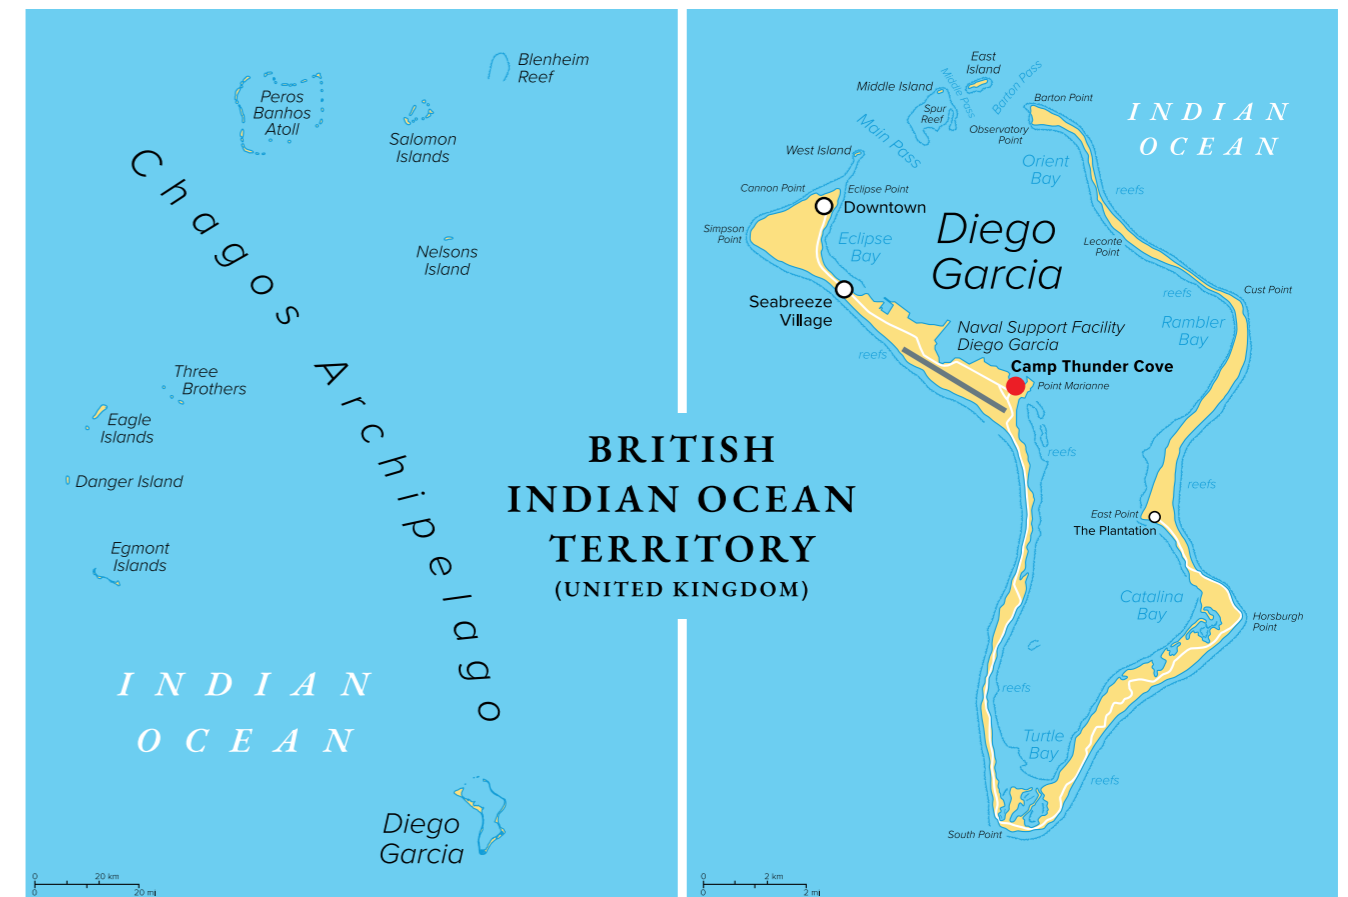 Blenheim
Reef
Peros
Banhos
Atoll
Salomon
Islands
Chagos Archipelago
Nelsons
Island
Three
Brothers
Eagle
Islands
Danger Island
Egmont
Islands
INDIAN
OCEAN
Diego
Garcia
0 20 km
0 20 mi
BRITISH
INDIAN OCEAN
TERRITORY
(UNITED KINGDOM)
East
Island
Middle Island
Middle Pass
Barton Pass
Spur
Reef
Barton Point
Observatory
Point
INDIAN
OCEAN
Main Pass
West Island
Orient
Bay
reefs
Cannon Point
Eclipse Point
Downtown
Simpson
Point
Eclipse
Bay
Diego
Garcia
Leconte
Point
reefs
Cust Point
Seabreeze
Village
Rambler
Bay
reefs
Naval Support Facility
Diego Garcia
Camp Thunder Cove
Point Marianne
reefs
reefs
East Point
The Plantation
Catalina
Bay
Horsburgh
Point
reefs
Turtle
Bay
reefs
South Point
0 2 km
0 2 mi